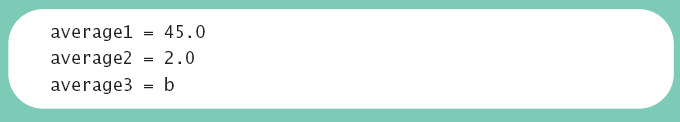 average1 = 45.0
average2 = 2.0
average3 = b